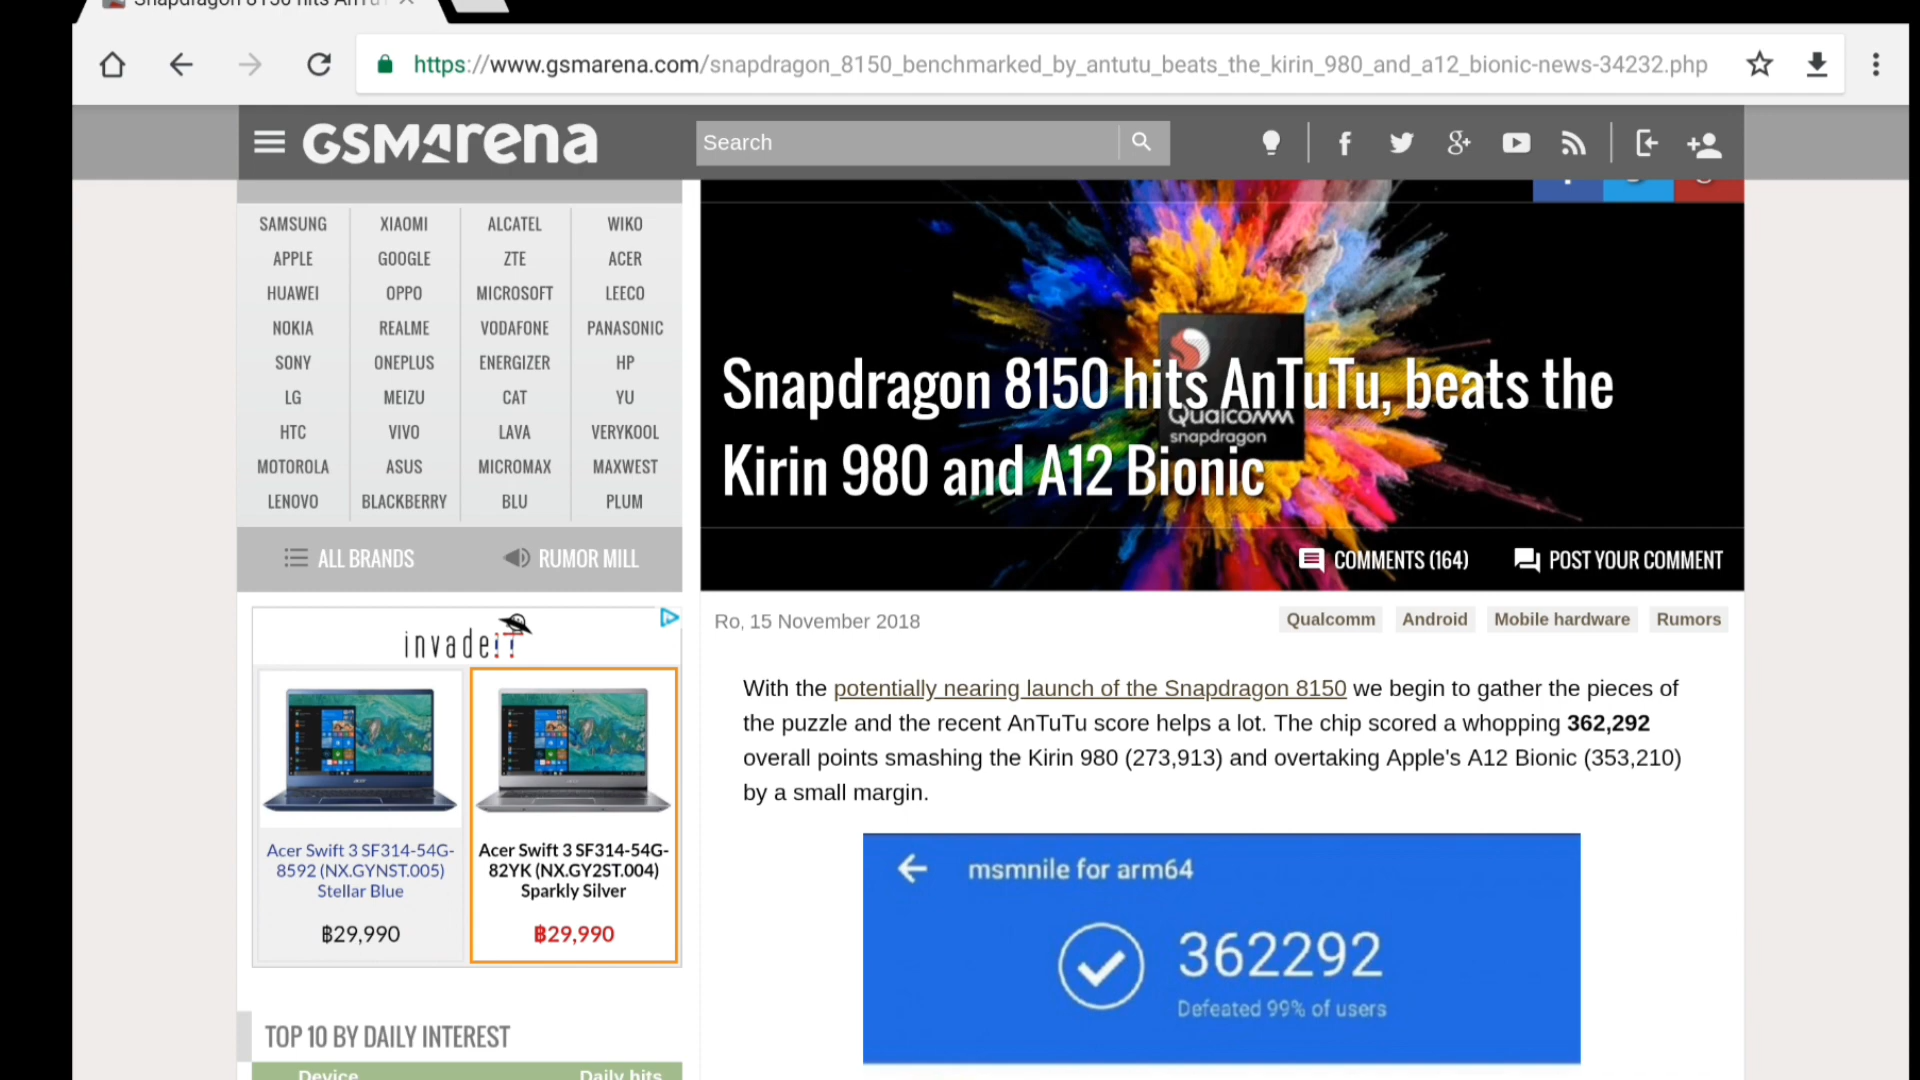 Snapdragon 8150 hits AnTuTu
https://www.gsmarena.com/snapdragon_8150_benchmarked_by_antutu_beats_the_kirin_980_and_a12_bionic-news-34232.php
GSMArena
Search
SAMSUNG XIAOMI ALCATEL WIKO
APPLE GOOGLE ZTE ACER
HUAWEI OPPO MICROSOFT LEECO
NOKIA REALME VODAFONE PANASONIC
SONY ONEPLUS ENERGIZER HP
LG MEIZU CAT YU
HTC VIVO LAVA VERYKOOL
MOTOROLA ASUS MICROMAX MAXWEST
LENOVO BLACKBERRY BLU PLUM
ALL BRANDS RUMOR MILL
Qualcomm
snapdragon
Snapdragon 8150 hits AnTuTu, beats the
Kirin 980 and A12 Bionic
COMMENTS (164) POST YOUR COMMENT
invadeIT
Acer Swift 3 SF314-54G-
8592 (NX.GYNST.005)
Stellar Blue
฿29,990
Acer Swift 3 SF314-54G-
82YK (NX.GY2ST.004)
Sparkly Silver
฿29,990
TOP 10 BY DAILY INTEREST
Device Daily hits
Ro, 15 November 2018
Qualcomm Android Mobile hardware Rumors
With the potentially nearing launch of the Snapdragon 8150 we begin to gather the pieces of
the puzzle and the recent AnTuTu score helps a lot. The chip scored a whopping 362,292
overall points smashing the Kirin 980 (273,913) and overtaking Apple's A12 Bionic (353,210)
by a small margin.
msmnile for arm64
362292
Defeated 99% of users